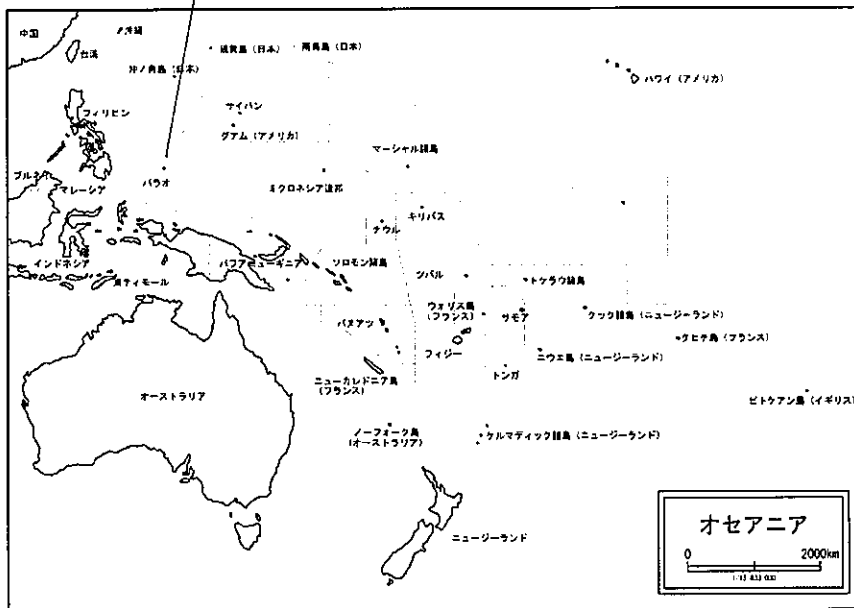 中国
沖縄
台湾
硫黄島（日本）
南鳥島（日本）
沖ノ鳥島（日本）
ハワイ（アメリカ）
フィリピン
サイパン
グアム（アメリカ）
マーシャル諸島
ブルネイ
マレーシア
パラオ
ミクロネシア連邦
キリバス
ナウル
インドネシア
パプアニューギニア
ソロモン諸島
ツバル
トケラウ諸島
東ティモール
ウォリス島
（フランス）
サモア
クック諸島（ニュージーランド）
バヌアツ
フィジー
ニウエ島（ニュージーランド）
タヒチ島（フランス）
トンガ
ニューカレドニア島
（フランス）
オーストラリア
ピトケアン島（イギリス）
ノーフォーク島
（オーストラリア）
ケルマディック諸島（ニュージーランド）
ニュージーランド
オセアニア
0 2000km